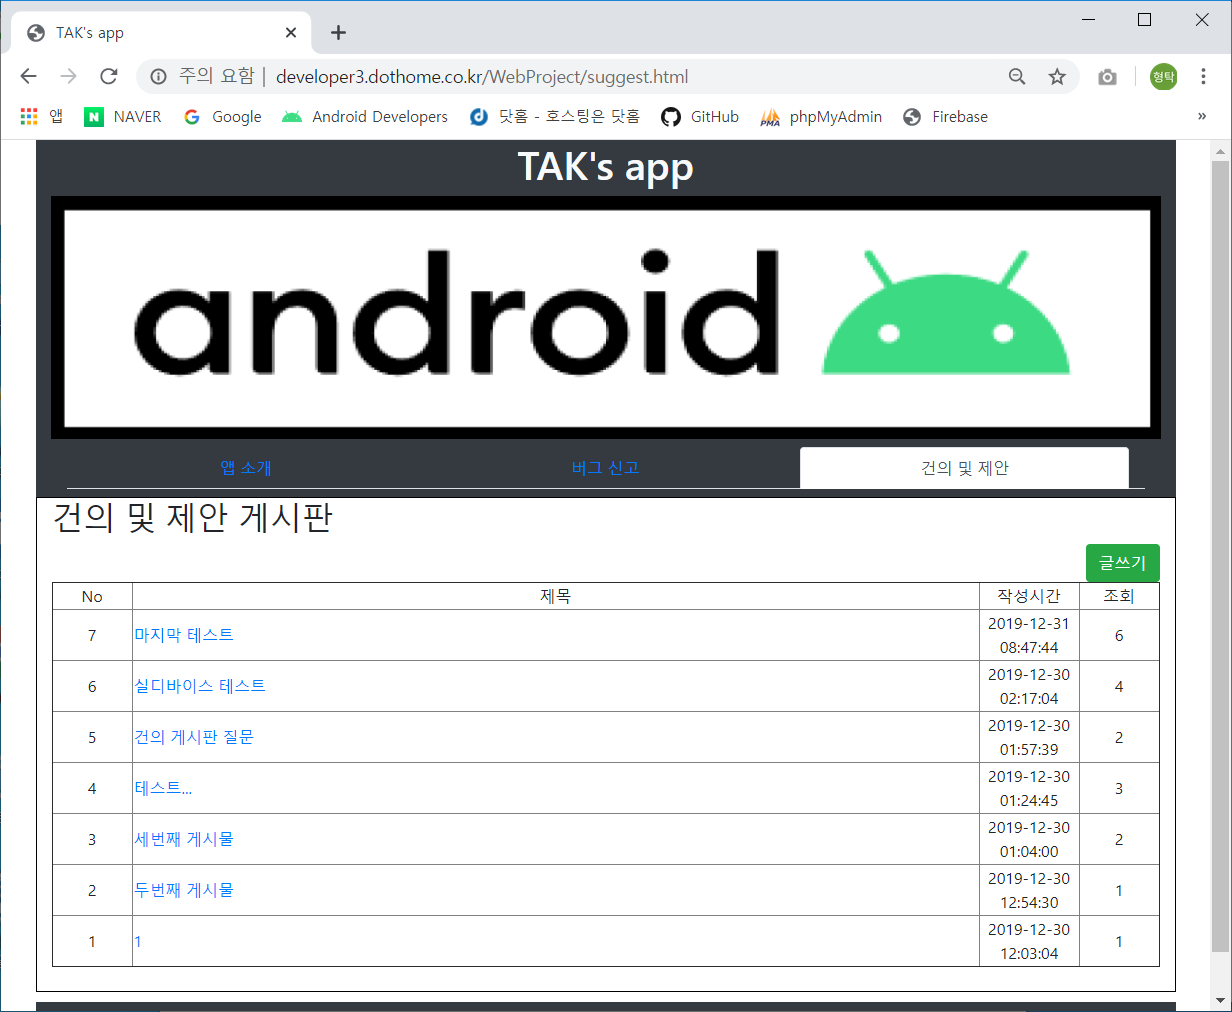 TAK's app
주의 요함 | developer3.dothome.co.kr/WebProject/suggest.html
형탁
앱 NAVER Google Android Developers 닷홈 - 호스팅은 닷홈 GitHub PMA phpMyAdmin Firebase »
TAK's app
android
앱 소개 버그 신고 건의 및 제안
건의 및 제안 게시판
글쓰기
No 제목 작성시간 조회
7 마지막 테스트 2019-12-31 08:47:44 6
6 실디바이스 테스트 2019-12-30 02:17:04 4
5 건의 게시판 질문 2019-12-30 01:57:39 2
4 테스트... 2019-12-30 01:24:45 3
3 세번째 게시물 2019-12-30 01:04:00 2
2 두번째 게시물 2019-12-30 12:54:30 1
1 1 2019-12-30 12:03:04 1